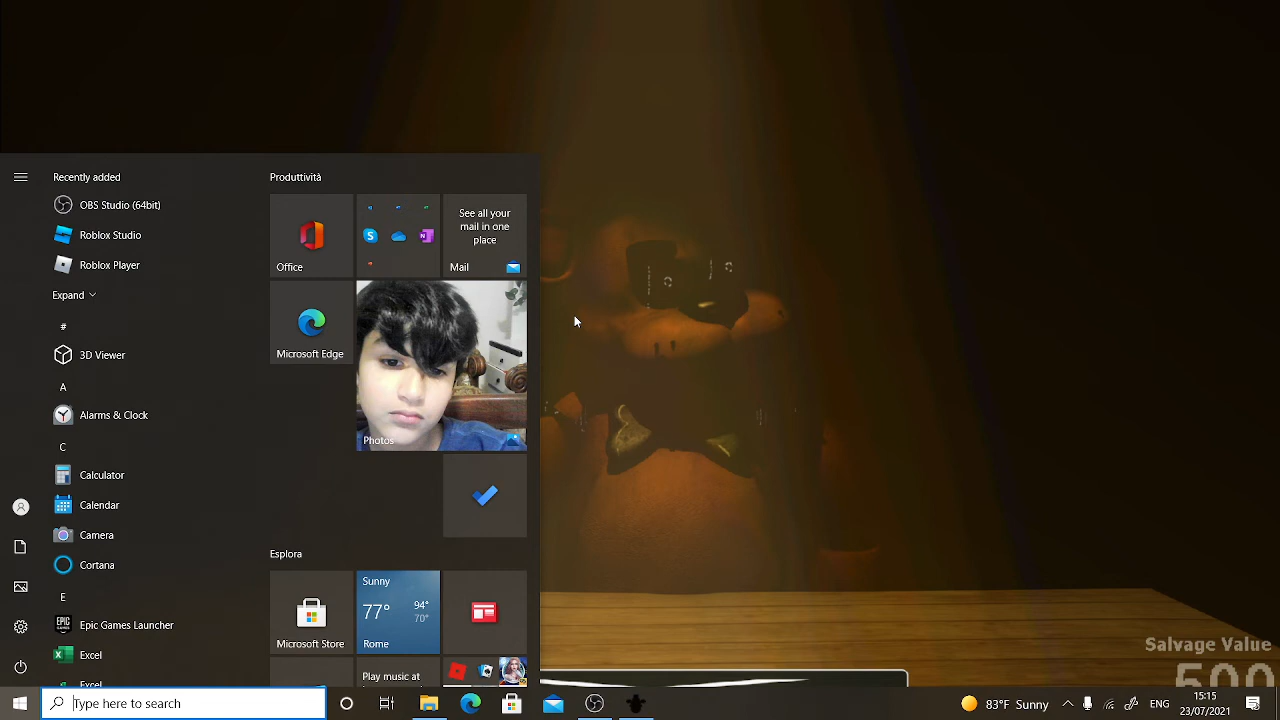 Recently added
OBS Studio (64bit)
Roblox Studio
Roblox Player
Expand
#
3D Viewer
A
Alarms & Clock
C
Calculator
Calendar
Camera
Cortana
E
Epic Games Launcher
Excel
Produttività
Office
See all your
mail in one
place
Mail
Microsoft Edge
Photos
Esplora
Microsoft Store
Sunny
77°
94°
70°
Rome
Play music at
Salvage Value
500
Type here to search
83°F Sunny
ENG
15:15
23/07/2021